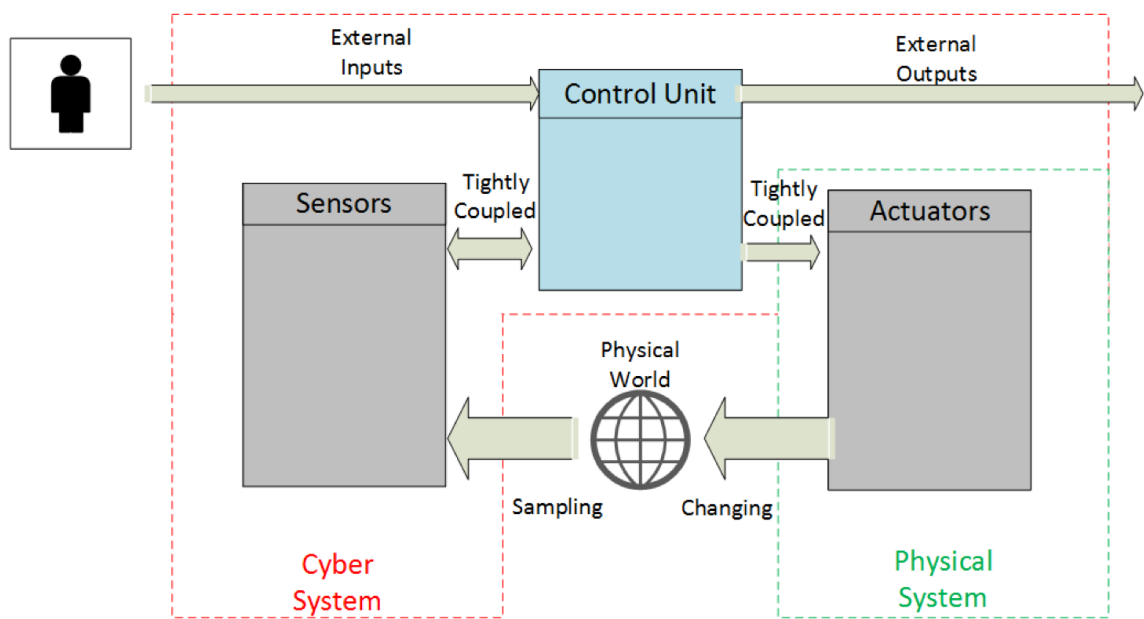 External
Inputs
External
Outputs
Control Unit
Sensors
Tightly
Coupled
Tightly
Coupled
Actuators
Physical
World
Sampling
Changing
Cyber
System
Physical
System